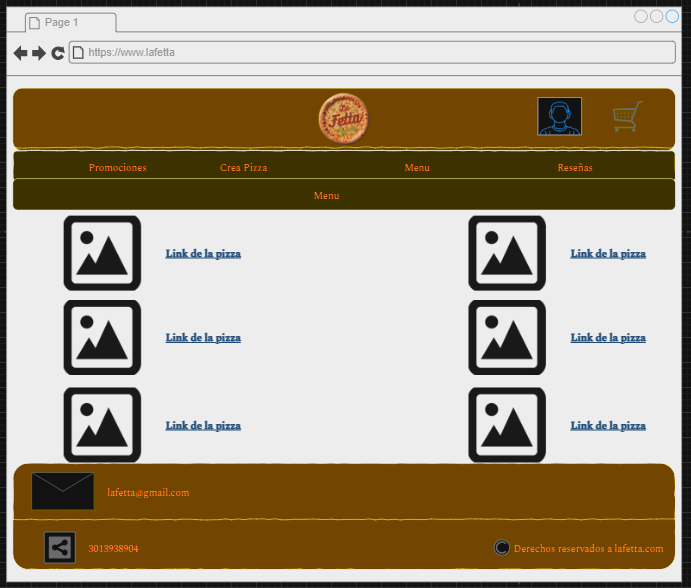 Page 1
https://www.lafetta
La
Fetta
Promociones Crea Pizza Menu Reseñas
Menu
Link de la pizza Link de la pizza
Link de la pizza Link de la pizza
Link de la pizza Link de la pizza
lafetta@gmail.com
3013938904 Derechos reservados a lafetta.com